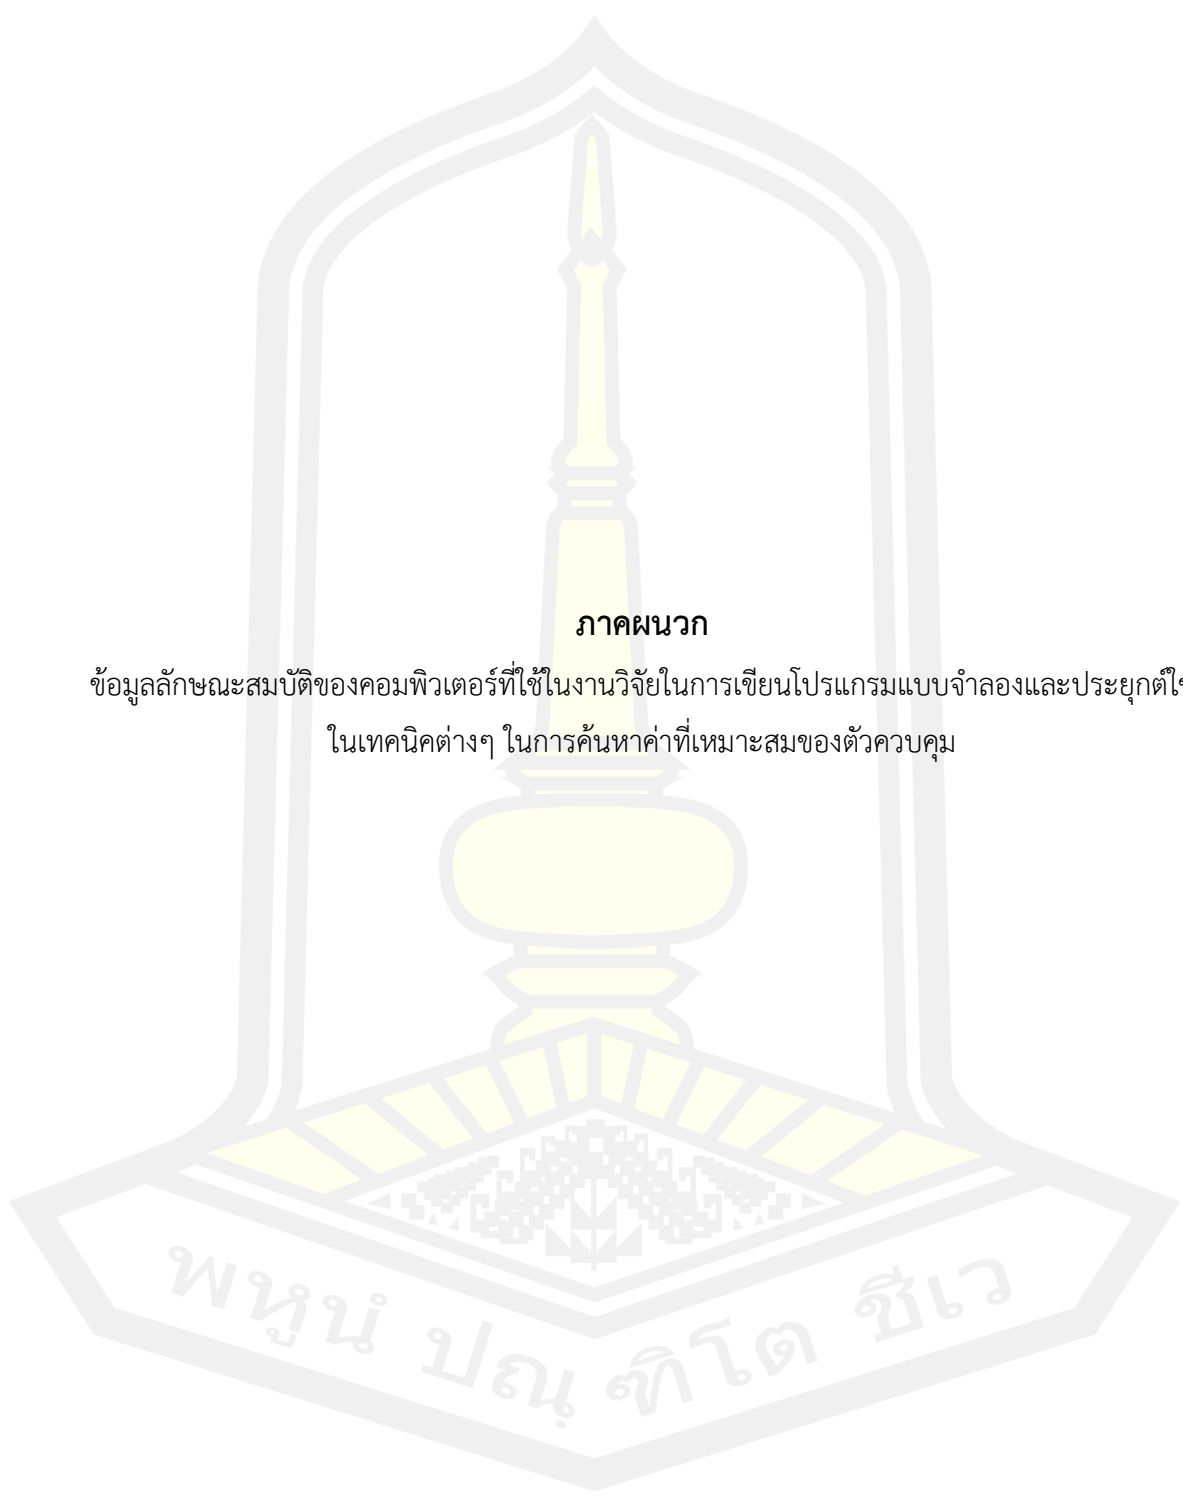 ภาคผนวก
ข้อมูลลักษณะสมบัติของคอมพิวเตอร์ที่ใช้ในงานวิจัยในการเขียนโปรแกรมแบบจำลองและประยุกต์ใช
ในเทคนิคต่างๆ ในการค้นหาค่าที่เหมาะสมของตัวควบคุม
พหูนํ ปณฺฑิโต ชีเว